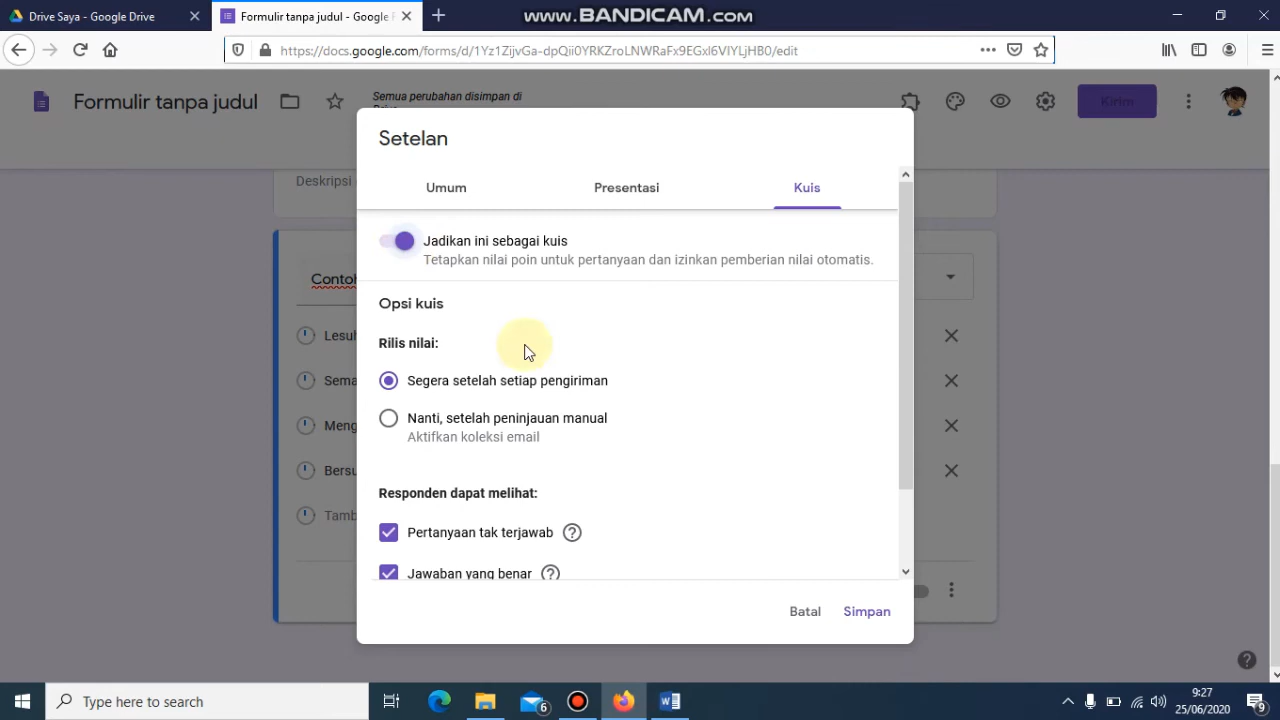 Drive Saya - Google Drive
Formulir tanpa judul - Google F
www.BANDICAM.com
https://docs.google.com/forms/d/1Yz1ZijvGa-dpQii0YRKZroLNWRaFx9EGxl6VIYLjHB0/edit
Formulir tanpa judul
Semua perubahan disimpan di
Kirim
Setelan
Umum
Presentasi
Kuis
Deskripsi
Jadikan ini sebagai kuis
Tetapkan nilai poin untuk pertanyaan dan izinkan pemberian nilai otomatis.
Contoh
Opsi kuis
Rilis nilai:
Lesu
Segera setelah setiap pengiriman
Sema
Nanti, setelah peninjauan manual
Meng
Aktifkan koleksi email
Bersu
Responden dapat melihat:
Tamb
Pertanyaan tak terjawab
Jawaban yang benar
Batal
Simpan
Type here to search
6
9:27
25/06/2020
9